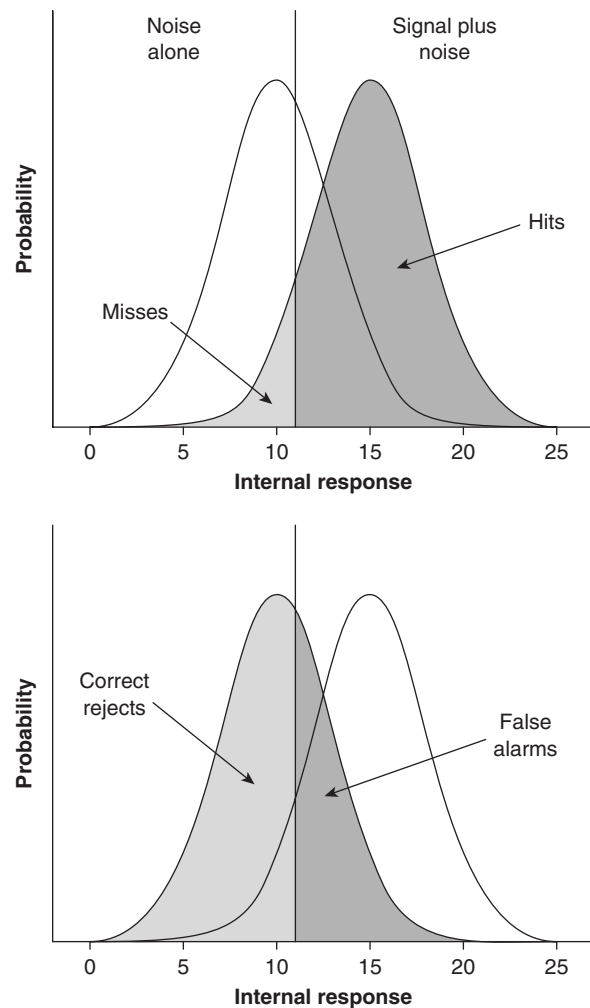 Noise
alone
Signal plus
noise
Probability
Hits
Misses
0 5 10 15 20 25
Internal response
Probability
Correct
rejects
False
alarms
0 5 10 15 20 25
Internal response